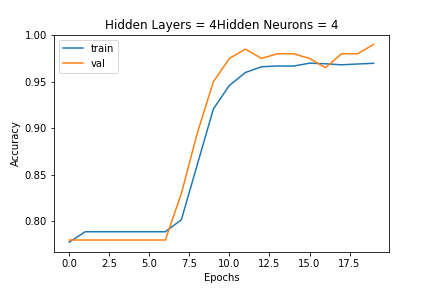 Hidden Layers = 4Hidden Neurons = 4
train
val
Accuracy
1.00
0.95
0.90
0.85
0.80
0.0 2.5 5.0 7.5 10.0 12.5 15.0 17.5
Epochs